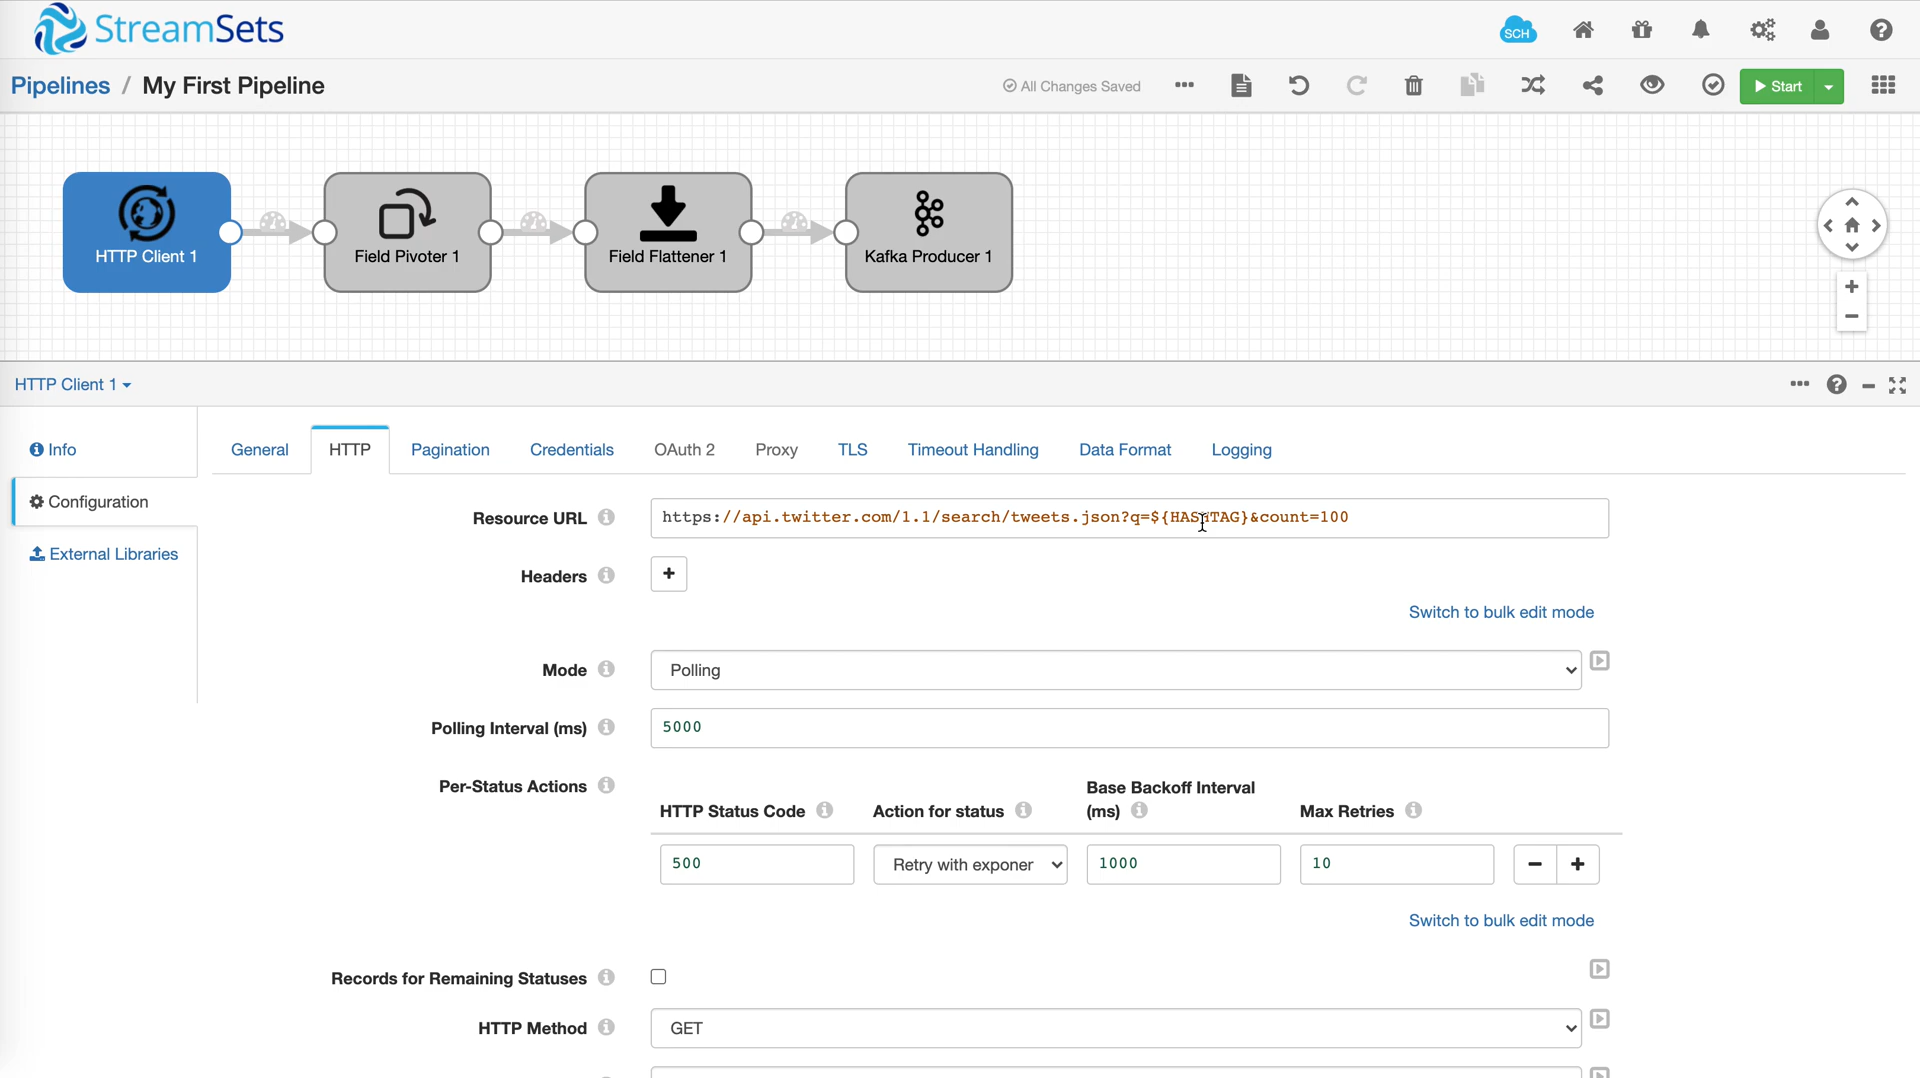 StreamSets
SCH
Pipelines / My First Pipeline
All Changes Saved
Start
HTTP Client 1
Field Pivoter 1
Field Flattener 1
Kafka Producer 1
HTTP Client 1
Info
Configuration
External Libraries
General HTTP Pagination Credentials OAuth 2 Proxy TLS Timeout Handling Data Format Logging
Resource URL https://api.twitter.com/1.1/search/tweets.json?q=${HASHTAG}&count=100
Headers +
Switch to bulk edit mode
Mode Polling
Polling Interval (ms) 5000
Per-Status Actions
HTTP Status Code Action for status Base Backoff Interval (ms) Max Retries
500 Retry with exponer 1000 10
Switch to bulk edit mode
Records for Remaining Statuses
HTTP Method GET